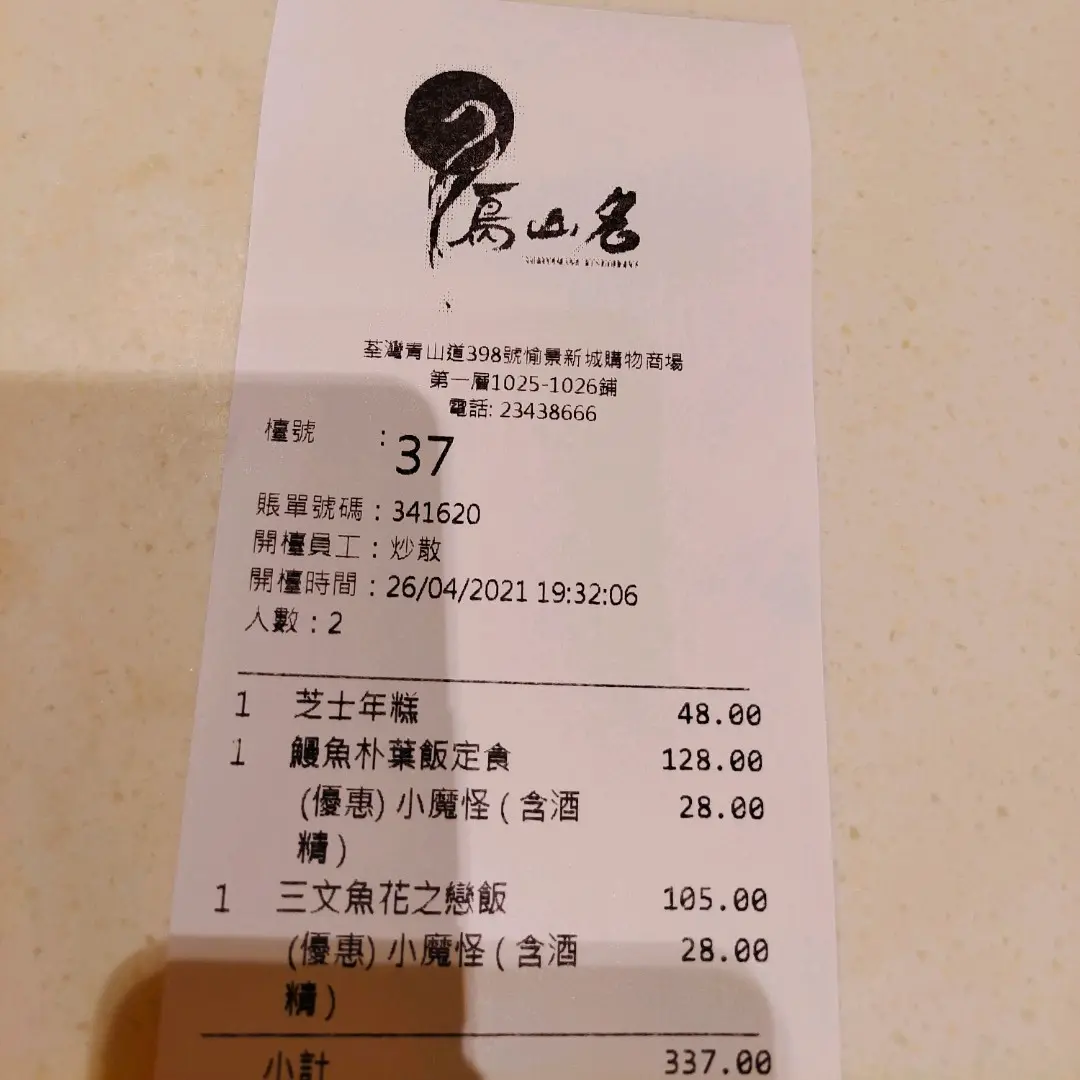 荃灣青山道398號愉景新城購物商場
第一層1025-1026鋪
電話: 23438666
檯號 : 37
賬單號碼 : 341620
開檯員工 : 炒散
開檯時間 : 26/04/2021 19:32:06
人數 : 2
1 芝士年糕 48.00
1 鰻魚朴葉飯定食 128.00
(優惠) 小魔怪 ( 含酒 28.00
精 )
1 三文魚花之戀飯 105.00
(優惠) 小魔怪 ( 含酒 28.00
精 )
小計 337.00